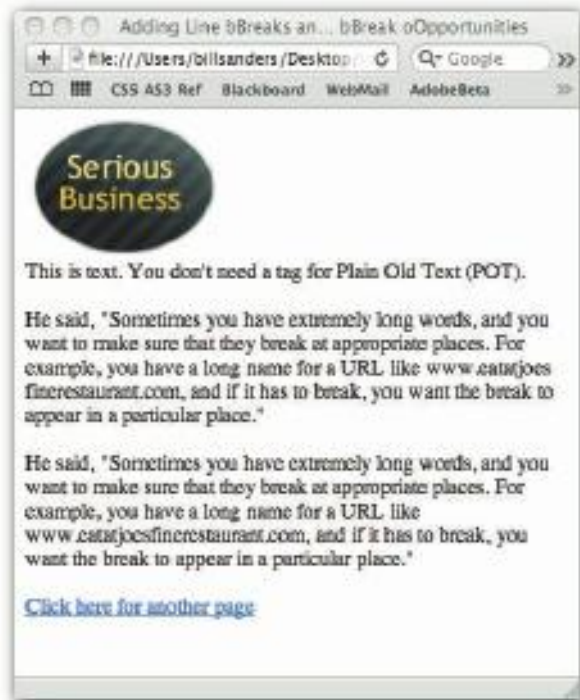 Adding Line bBreaks an... bBreak oOpportunities
+ file:///Users/billsanders/Desktop Google >>
CSS AS3 Ref Blackboard WebMail AdobeBeta >>
Serious
Business
This is text. You don't need a tag for Plain Old Text (POT).
He said, "Sometimes you have extremely long words, and you
want to make sure that they break at appropriate places. For
example, you have a long name for a URL like www.eatatjoes
finerestaurant.com, and if it has to break, you want the break to
appear in a particular place."
He said, "Sometimes you have extremely long words, and you
want to make sure that they break at appropriate places. For
example, you have a long name for a URL like
www.eatatjoesfinerestaurant.com, and if it has to break, you
want the break to appear in a particular place."
Click here for another page